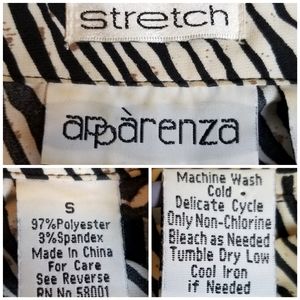 stretch
appàrenza
S
97%Polyester
3%Spandex
Made In China
For Care
See Reverse
RN No 58001
Machine Wash
Cold
Delicate Cycle
Only Non-Chlorine
Bleach as Needed
Tumble Dry Low
Cool Iron
if Needed